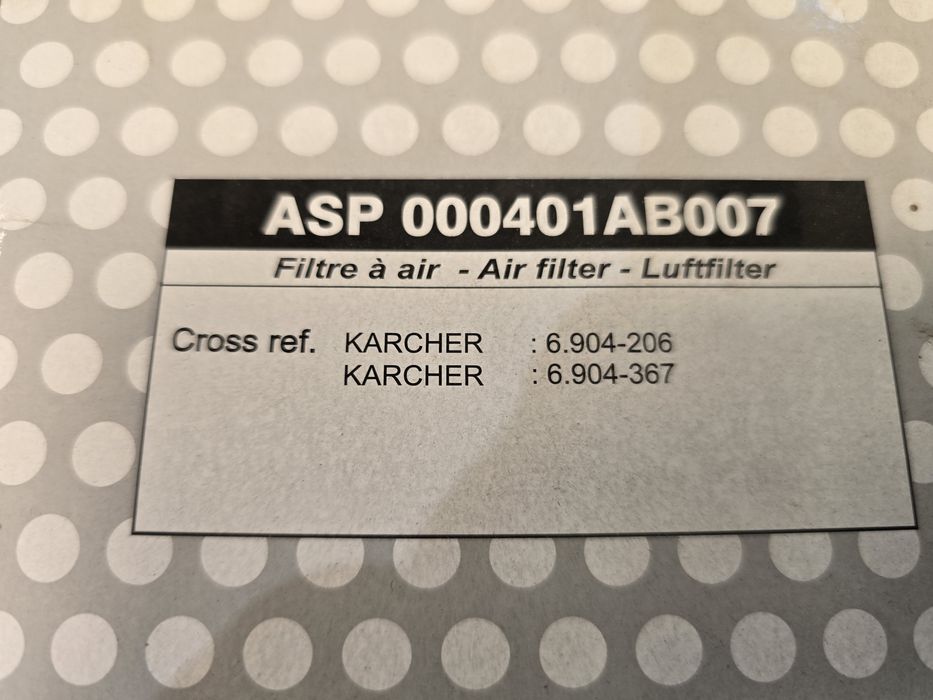 ASP 000401AB007
Filtre à air - Air filter - Luftfilter
Cross ref. KARCHER : 6.904-206
KARCHER : 6.904-367